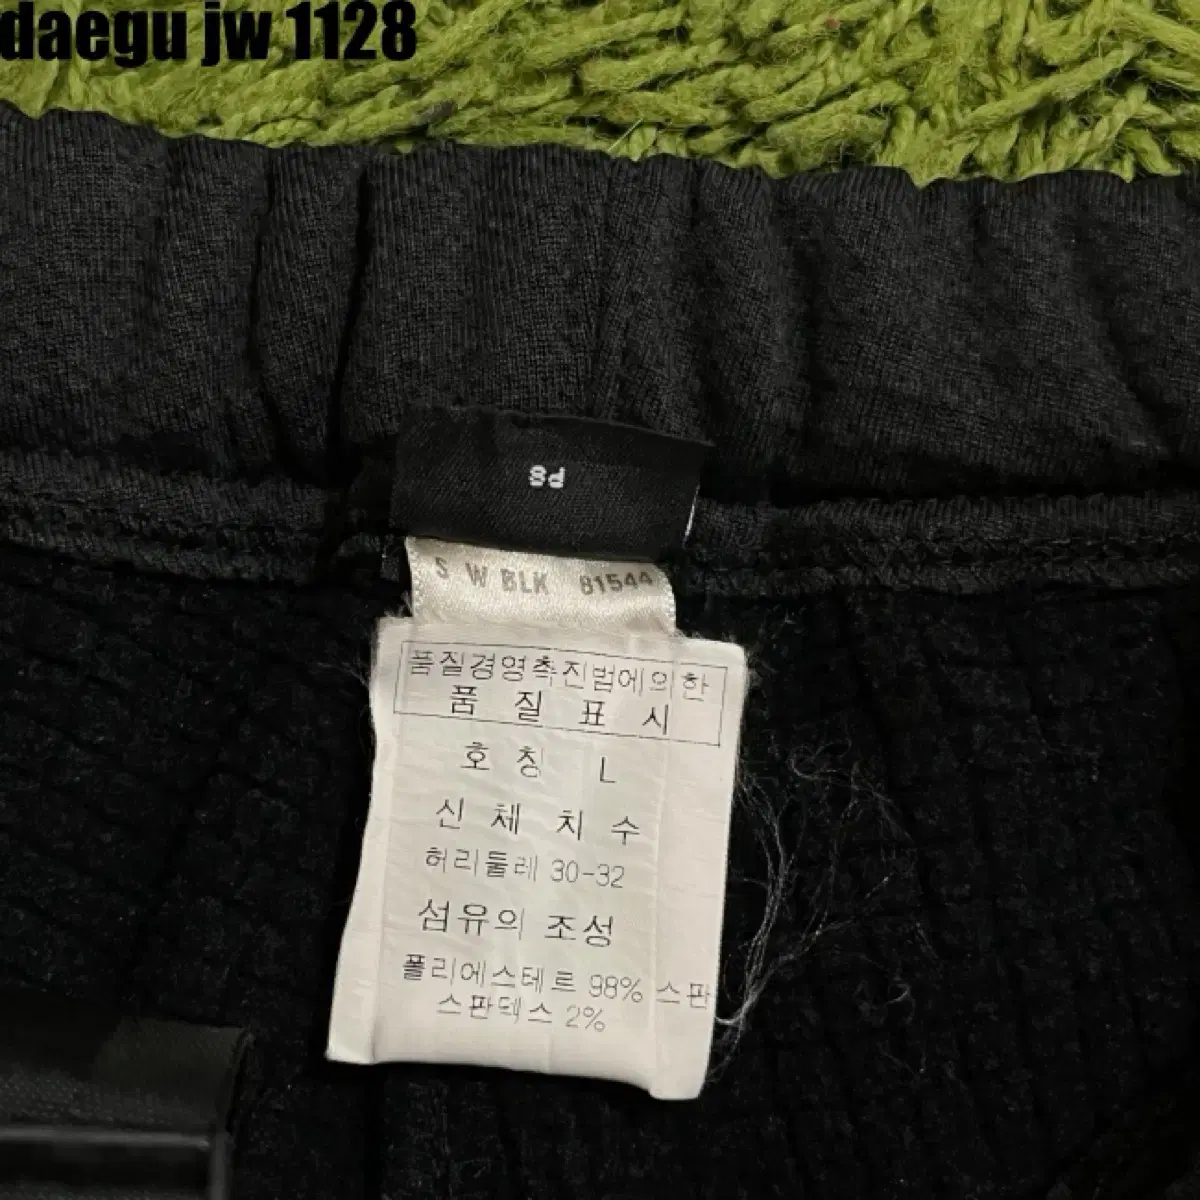 daegu jw 1128
P8
S W BLK 81544
품질경영촉진법에의한
품 질 표 시
호 칭 L
신 체 치 수
허리둘레 30-32
섬유의 조성
폴리에스테르 98% 스판
스판덱스 2%